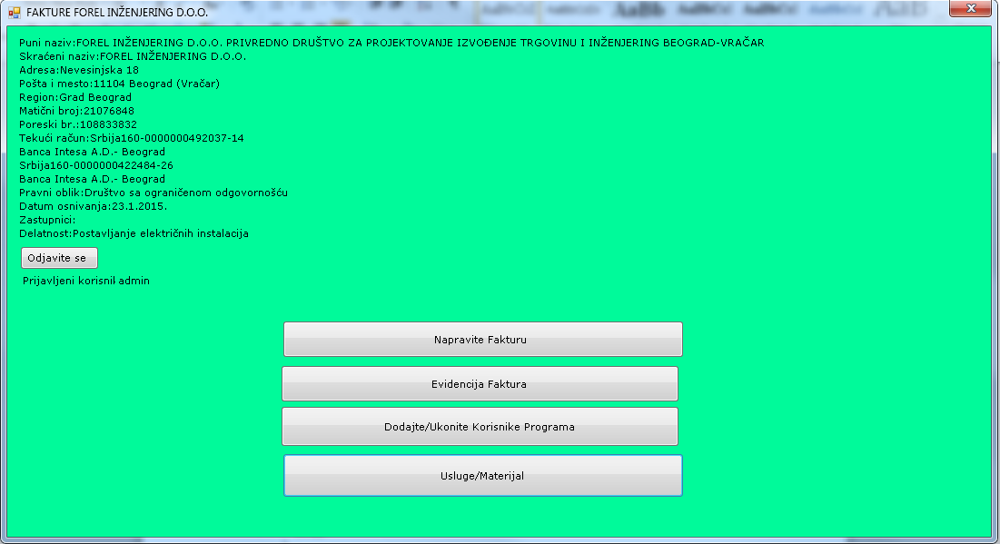 FAKTURE FOREL INŽENJERING D.O.O.
Puni naziv:FOREL INŽENJERING D.O.O. PRIVREDNO DRUŠTVO ZA PROJEKTOVANJE IZVOĐENJE TRGOVINU I INŽENJERING BEOGRAD-VRAČAR
Skraćeni naziv:FOREL INŽENJERING D.O.O.
Adresa:Nevesinjska 18
Pošta i mesto:11104 Beograd (Vračar)
Region:Grad Beograd
Matični broj:21076848
Poreski br.:108833832
Tekući račun:Srbija160-0000000492037-14
Banca Intesa A.D.- Beograd
Srbija160-0000000422484-26
Banca Intesa A.D.- Beograd
Pravni oblik:Društvo sa ograničenom odgovornošću
Datum osnivanja:23.1.2015.
Zastupnici:
Delatnost:Postavljanje električnih instalacija
Odjavite se
Prijavljeni korisnil admin
Napravite Fakturu
Evidencija Faktura
Dodajte/Ukonite Korisnike Programa
Usluge/Materijal